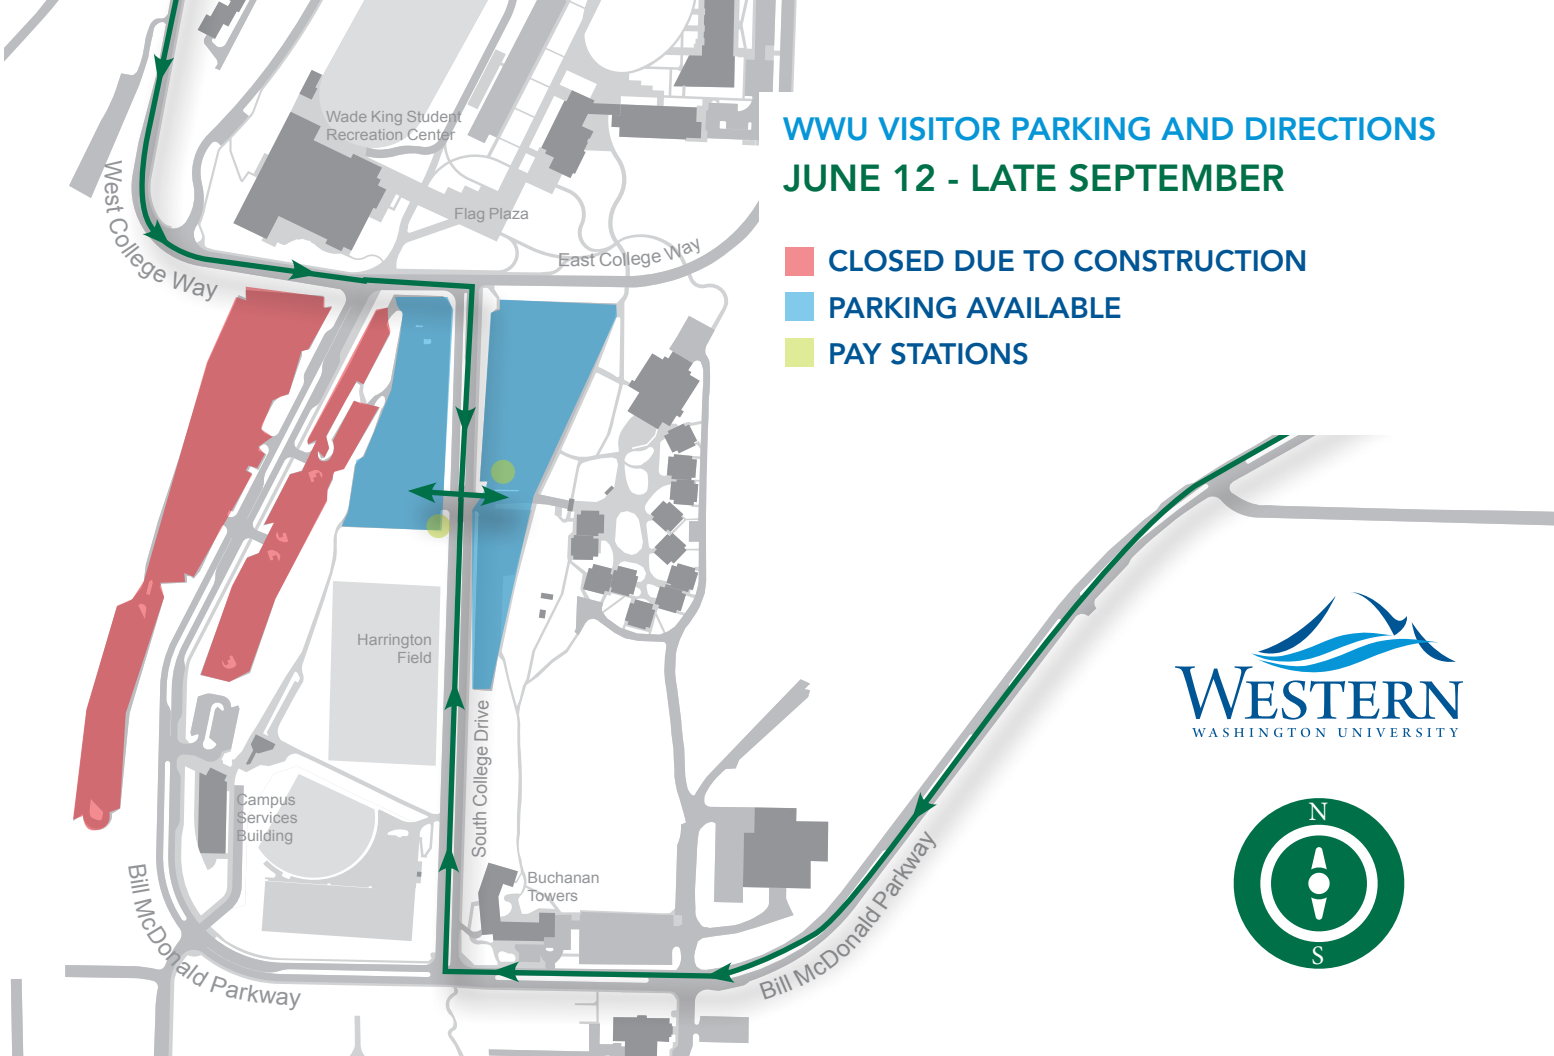 WWU VISITOR PARKING AND DIRECTIONS
JUNE 12 - LATE SEPTEMBER
CLOSED DUE TO CONSTRUCTION
PARKING AVAILABLE
PAY STATIONS
Wade King Student
Recreation Center
Flag Plaza
East College Way
West College Way
Harrington
Field
South College Drive
Campus
Services
Building
Buchanan
Towers
Bill McDonald Parkway
Bill McDonald Parkway
WESTERN
WASHINGTON UNIVERSITY
N
S